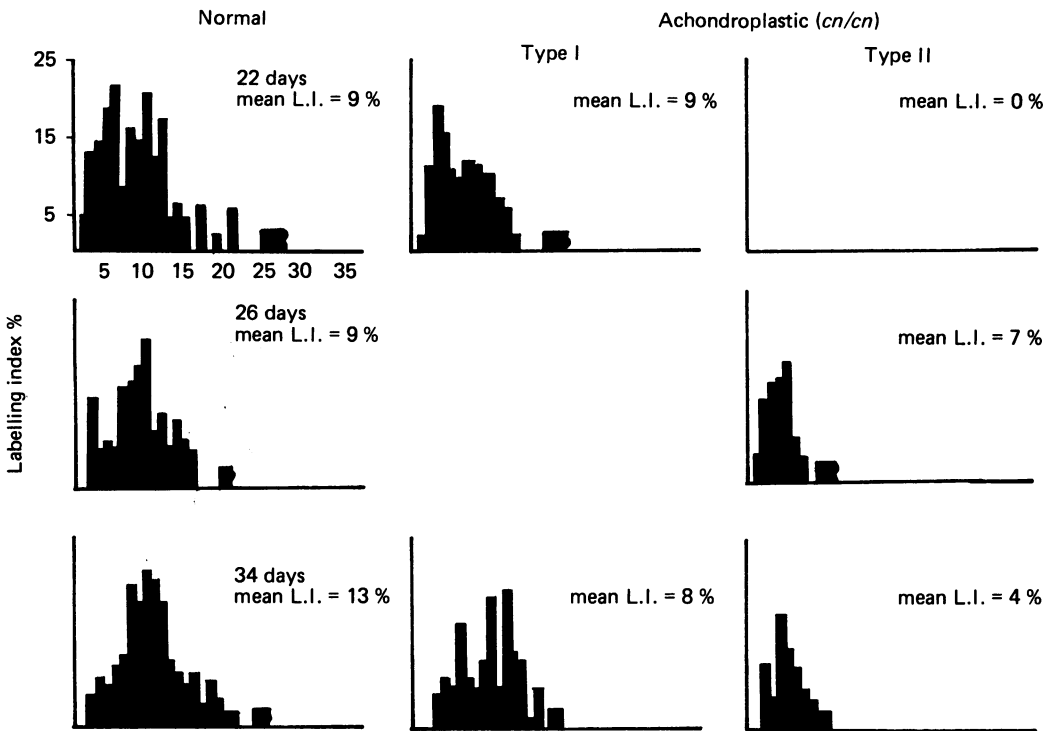 Normal
Achondroplastic (cn/cn)
Type I
Type II
25
15
5
22 days
mean L.I. = 9 %
mean L.I. = 9 %
mean L.I. = 0 %
5 10 15 20 25 30 35
Labelling index %
26 days
mean L.I. = 9 %
mean L.I. = 7 %
34 days
mean L.I. = 13 %
mean L.I. = 8 %
mean L.I. = 4 %